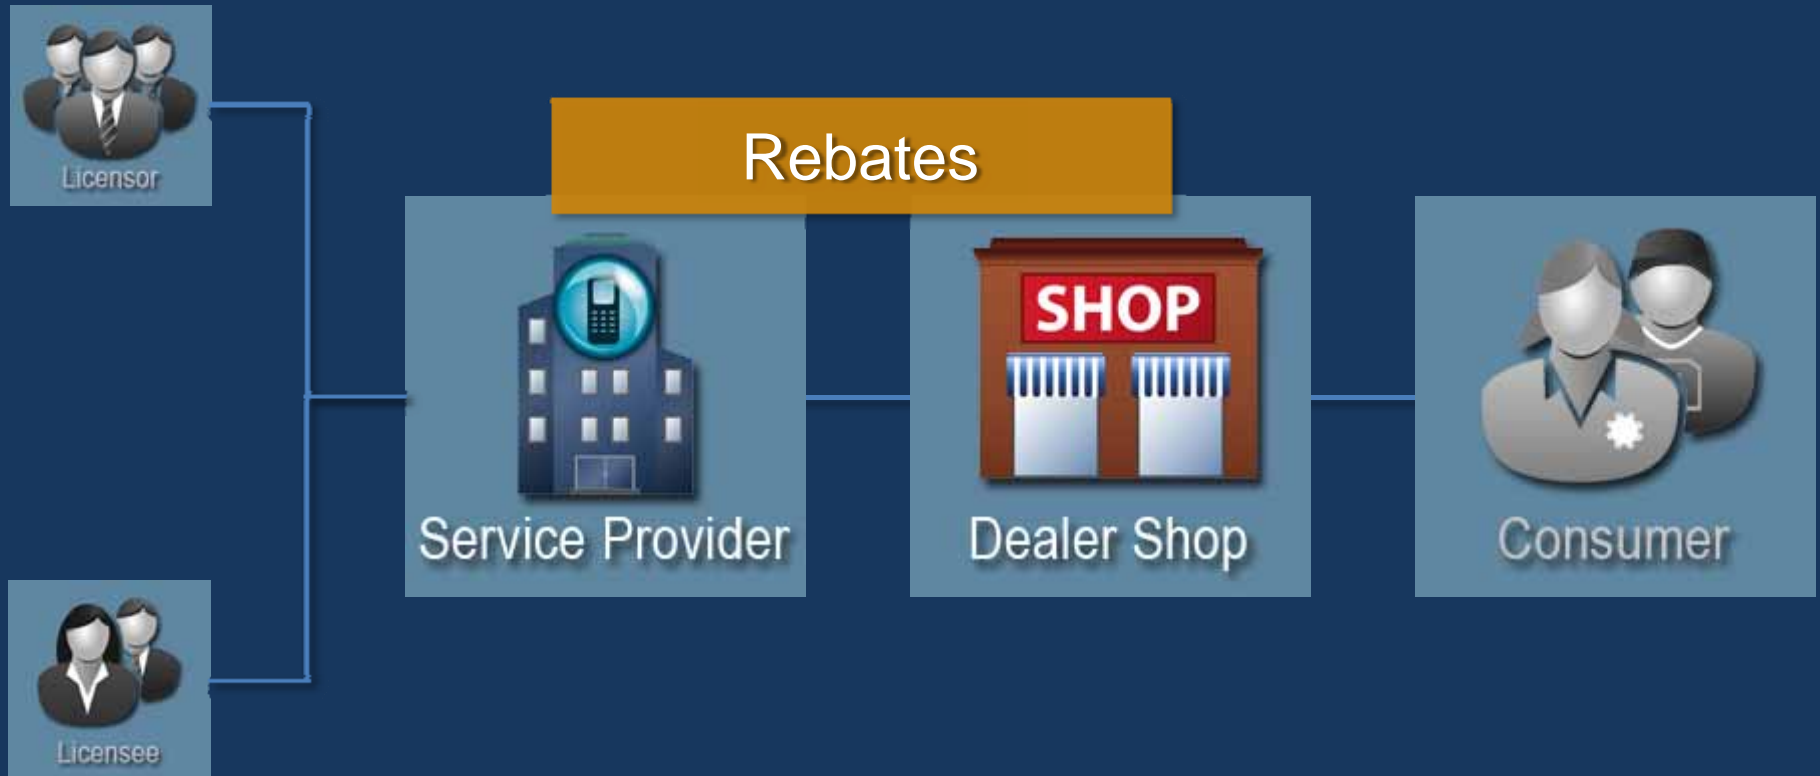 Licensor
Rebates
SHOP
Service Provider
Dealer Shop
Consumer
Licensee